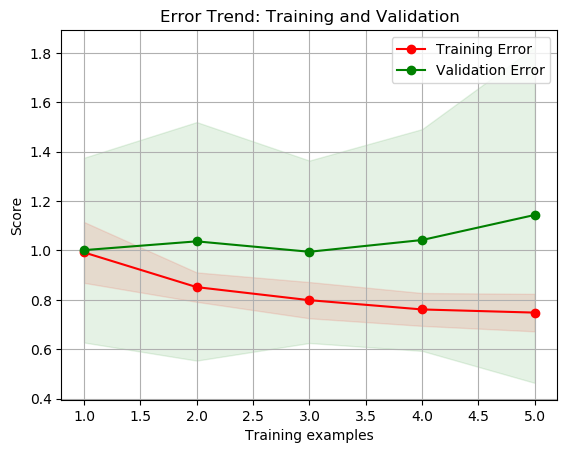 Error Trend: Training and Validation
Training Error
Validation Error
Score
1.8
1.6
1.4
1.2
1.0
0.8
0.6
0.4
1.0 1.5 2.0 2.5 3.0 3.5 4.0 4.5 5.0
Training examples